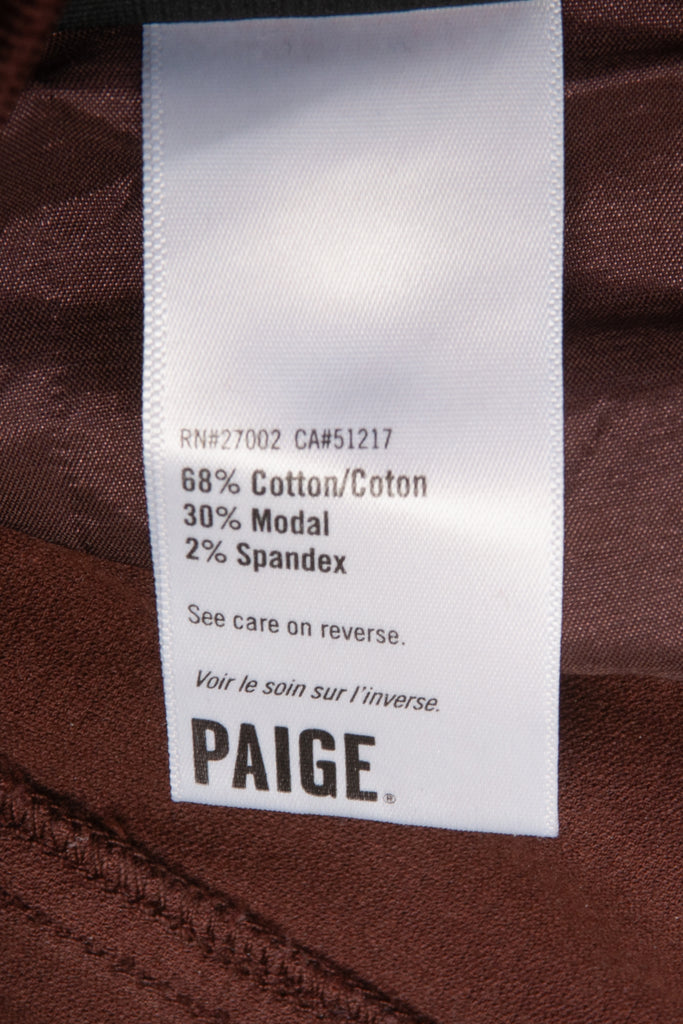 RN#27002 CA#51217
68% Cotton/Coton
30% Modal
2% Spandex
See care on reverse.
Voir le soin sur l'inverse.
PAIGE®